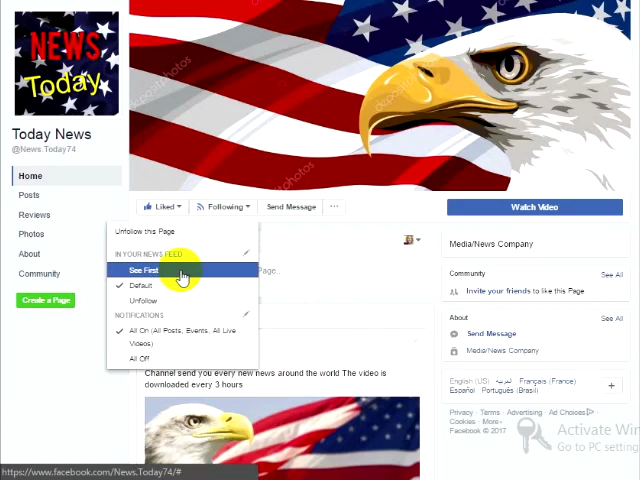 NEWS
Today
depositphotos
depositphotos
depositphotos
Today News
@News.Today74
Home
Posts
Reviews
Photos
About
Community
Create a Page
Liked
Following
Send Message
...
Watch Video
Unfollow this Page
IN YOUR NEWS FEED
See First
Default
Unfollow
NOTIFICATIONS
All On (All Posts, Events, All Live
Videos)
All Off
Page..
Channel send you every new news around the world The video is
downloaded every 3 hours
Media/News Company
Community
See All
Invite your friends to like this Page
About
See All
Send Message
Media/News Company
English (US) · العربية · Français (France)
Español · Português (Brasil)
+
Privacy · Terms · Advertising · Ad Choices
Cookies · More
Facebook © 2017
Activate Win
Go to PC setting
https://www.facebook.com/News.Today74/#